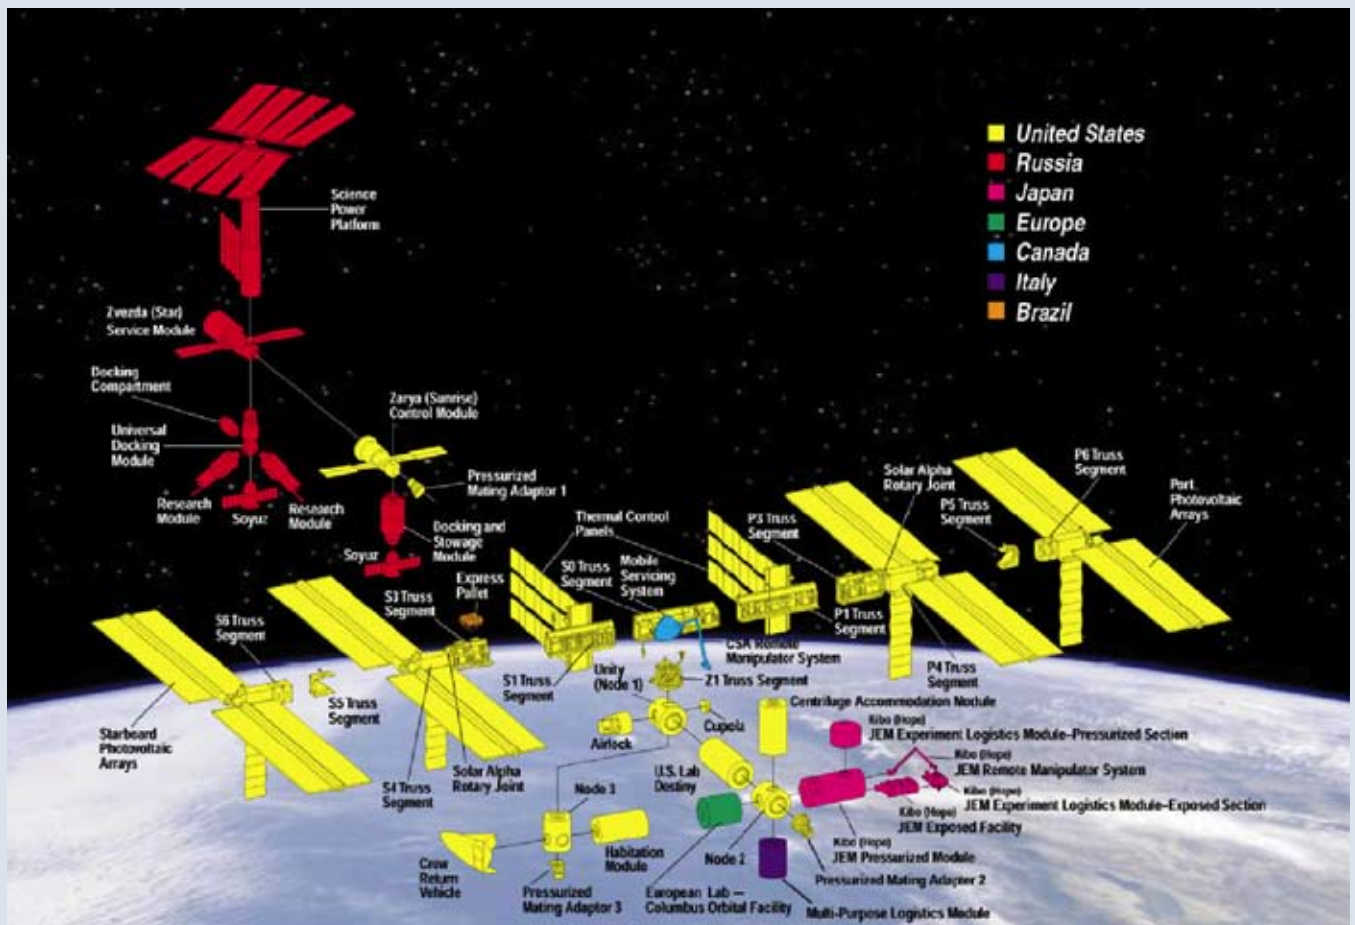 United States
Russia
Japan
Europe
Canada
Italy
Brazil
Science
Power
Platform
Zvezda (Star)
Service Module
Docking
Compartment
Universal
Docking
Module
Research
Module
Soyuz
Research
Module
Zarya (Sunrise)
Control Module
Pressurized
Mating Adaptor 1
Docking and
Stowage
Module
Soyuz
Express
Pallet
Thermal Control
Panels
S0 Truss
Segment
Mobile
Servicing
System
P3 Truss
Segment
Solar Alpha
Rotary Joint
P5 Truss
Segment
P6 Truss
Segment
Port
Photovoltaic
Arrays
S3 Truss
Segment
S6 Truss
Segment
S5 Truss
Segment
Starboard
Photovoltaic
Arrays
S4 Truss
Segment
Solar Alpha
Rotary Joint
S1 Truss
Segment
Unity
(Node 1)
CSA Remote
Manipulator System
Z1 Truss Segment
P1 Truss
Segment
P4 Truss
Segment
Centrifuge Accommodation Module
Cupola
Airlock
U.S. Lab
Destiny
Kibo (Hope)
JEM Experiment Logistics Module–Pressurized Section
Kibo (Hope)
JEM Remote Manipulator System
Kibo (Hope)
JEM Experiment Logistics Module–Exposed Section
Kibo (Hope)
JEM Exposed Facility
Kibo (Hope)
JEM Pressurized Module
Node 3
Habitation
Module
Crew
Return
Vehicle
Pressurized
Mating Adaptor 3
Node 2
European Lab —
Columbus Orbital Facility
Pressurized Mating Adapter 2
Multi-Purpose Logistics Module